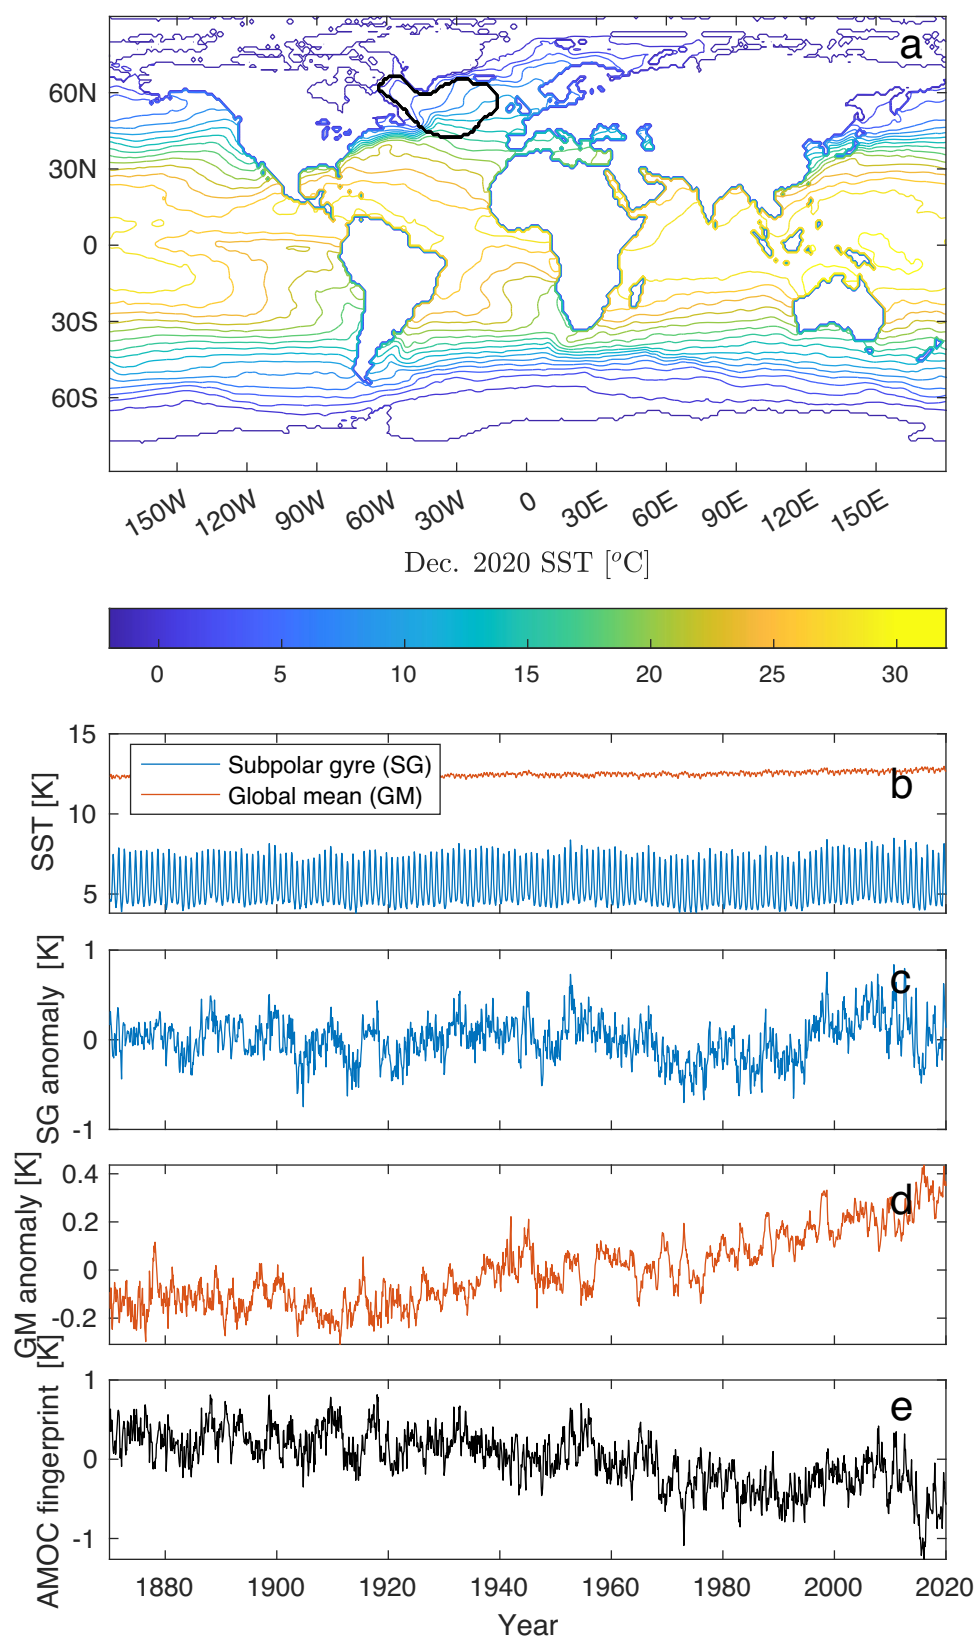 a
60N
30N
0
30S
60S
150W 120W 90W 60W 30W 0 30E 60E 90E 120E 150E
Dec. 2020 SST [°C]
0 5 10 15 20 25 30
15
10
5
SST [K]
Subpolar gyre (SG)
Global mean (GM)
b
1
0
-1
SG anomaly [K]
c
0.4
0.2
0
-0.2
GM anomaly [K]
d
1
0
-1
AMOC fingerprint [K]
e
1880 1900 1920 1940 1960 1980 2000 2020
Year